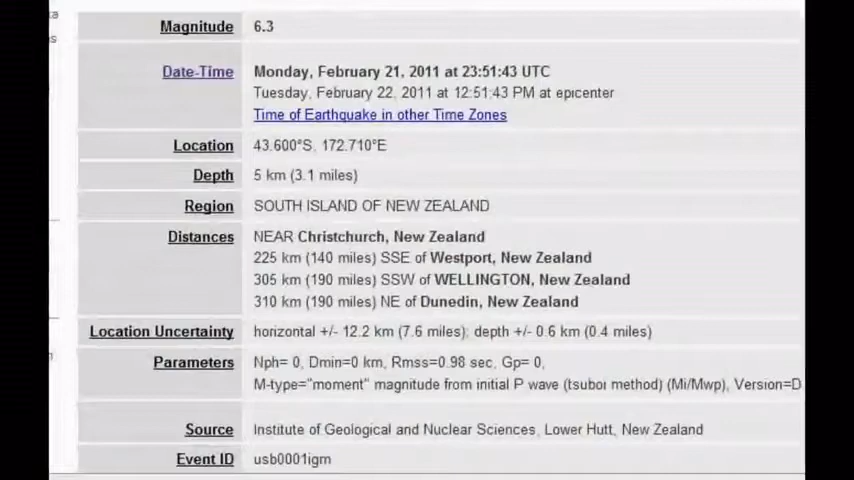 Magnitude 6.3
Date-Time Monday, February 21, 2011 at 23:51:43 UTC
Tuesday, February 22, 2011 at 12:51:43 PM at epicenter
Time of Earthquake in other Time Zones
Location 43.600°S, 172.710°E
Depth 5 km (3.1 miles)
Region SOUTH ISLAND OF NEW ZEALAND
Distances NEAR Christchurch, New Zealand
225 km (140 miles) SSE of Westport, New Zealand
305 km (190 miles) SSW of WELLINGTON, New Zealand
310 km (190 miles) NE of Dunedin, New Zealand
Location Uncertainty horizontal +/- 12.2 km (7.6 miles); depth +/- 0.6 km (0.4 miles)
Parameters Nph= 0, Dmin=0 km, Rmss=0.98 sec, Gp= 0,
M-type="moment" magnitude from initial P wave (tsuboi method) (Mi/Mwp), Version=D
Source Institute of Geological and Nuclear Sciences, Lower Hutt, New Zealand
Event ID usb0001igm